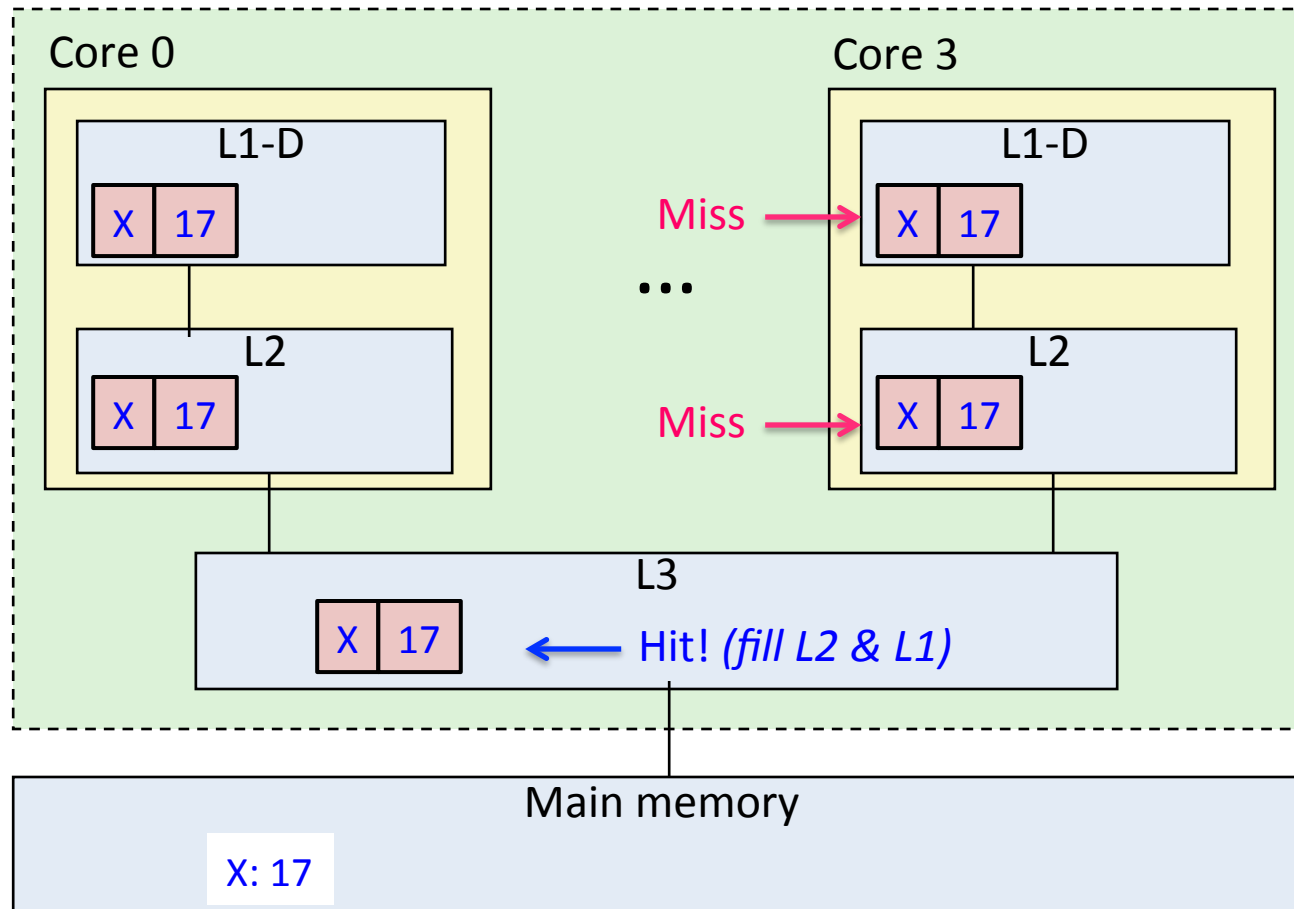 Core 0
Core 3
L1-D
L1-D
X 17
Miss
X 17
...
L2
L2
X 17
Miss
X 17
L3
X 17
Hit! (fill L2 & L1)
Main memory
X: 17